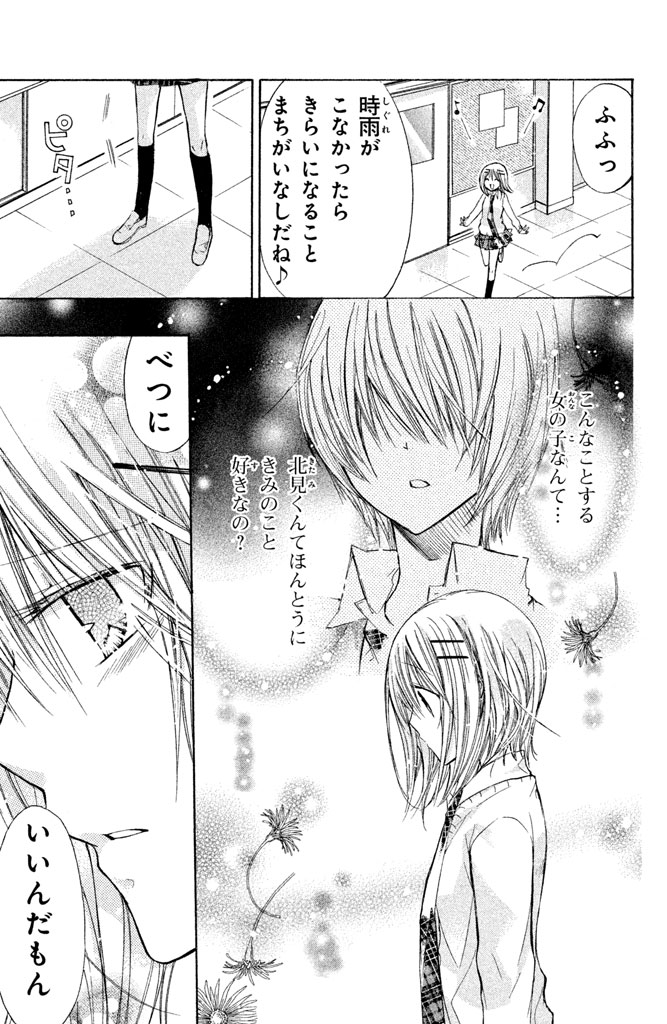 ふふっ
時雨が
こなかったら
きらいになること
まちがいなしだね♪
ピタ…
こんなことする
女の子なんて…
北見くんてほんとうに
きみのこと
好きなの?
べつに
いいんだもん